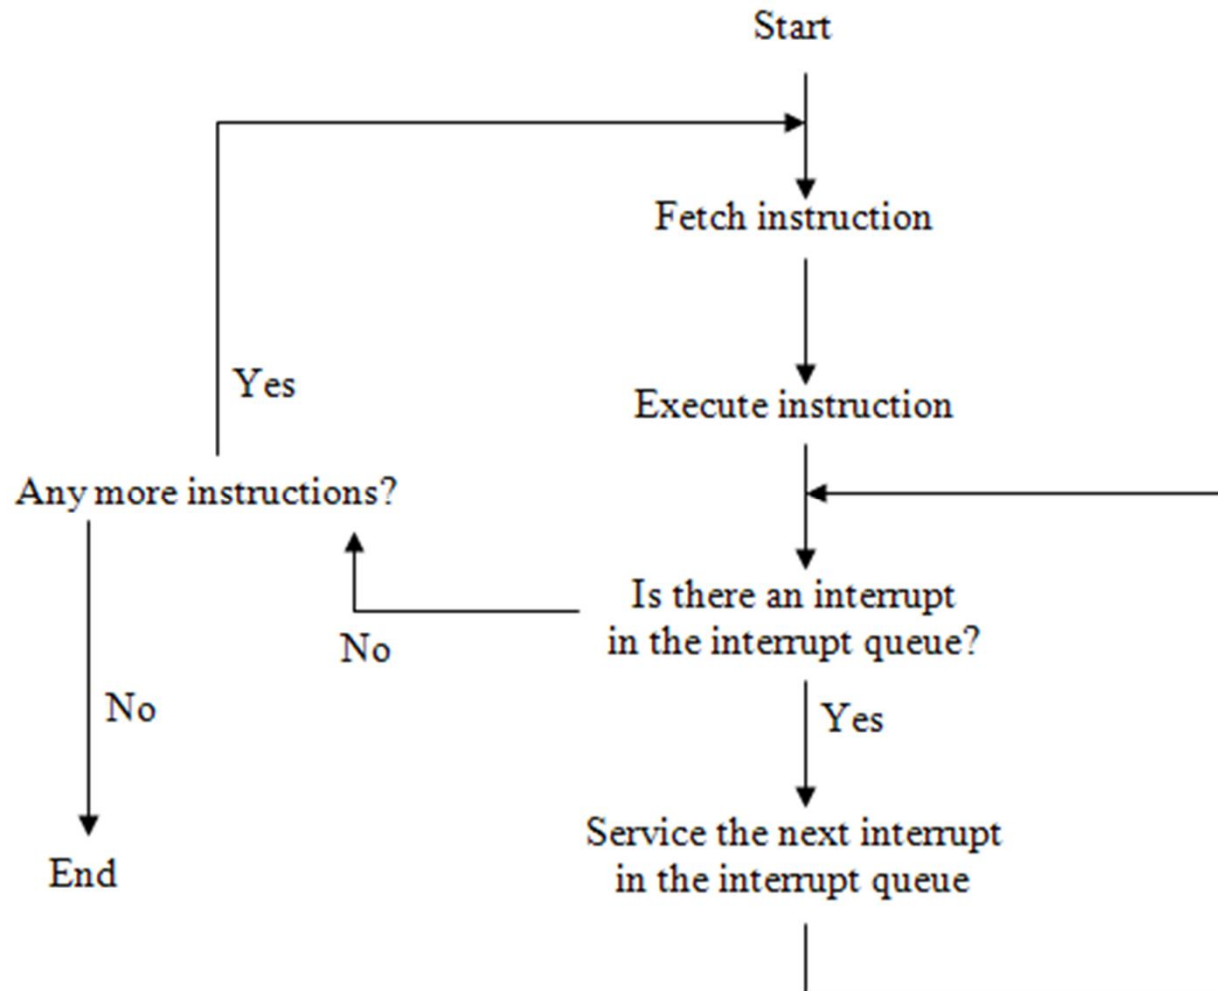 Start
Fetch instruction
Yes
Execute instruction
Any more instructions?
Is there an interrupt
in the interrupt queue?
No
No
Yes
Service the next interrupt
in the interrupt queue
End